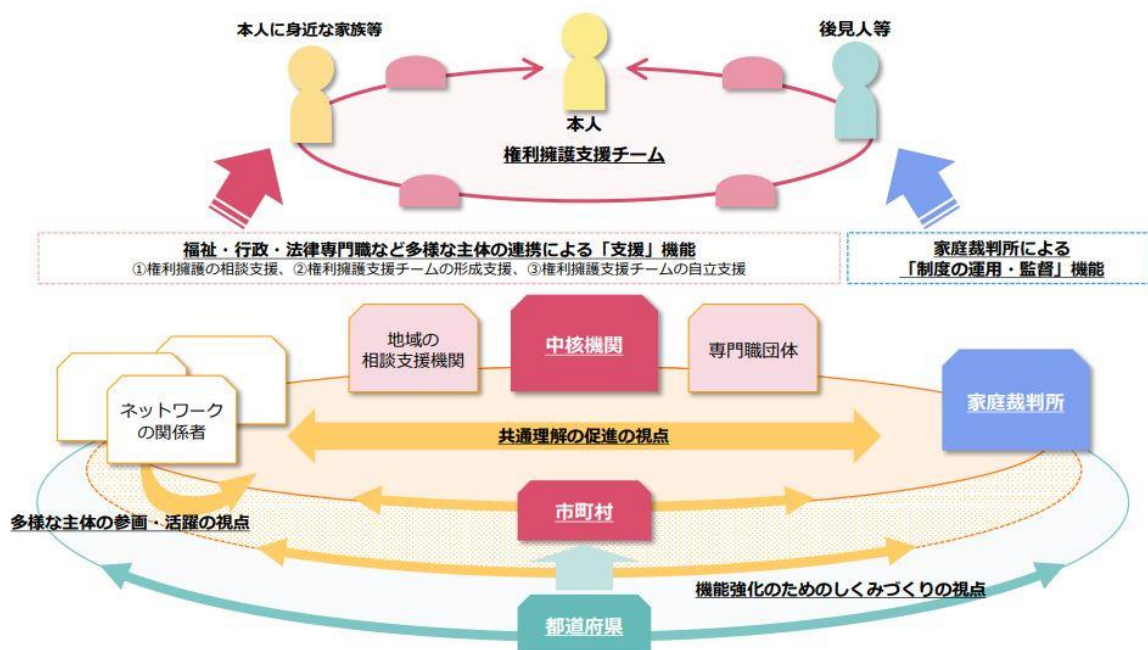 本人に身近な家族等
後見人等
本人
権利擁護支援チーム
福祉・行政・法律専門職など多様な主体の連携による「支援」機能
①権利擁護の相談支援、②権利擁護支援チームの形成支援、③権利擁護支援チームの自立支援
家庭裁判所による
「制度の運用・監督」機能
地域の
相談支援機関
中核機関
専門職団体
ネットワーク
の関係者
家庭裁判所
共通理解の促進の視点
市町村
多様な主体の参画・活躍の視点
機能強化のためのしくみづくりの視点
都道府県